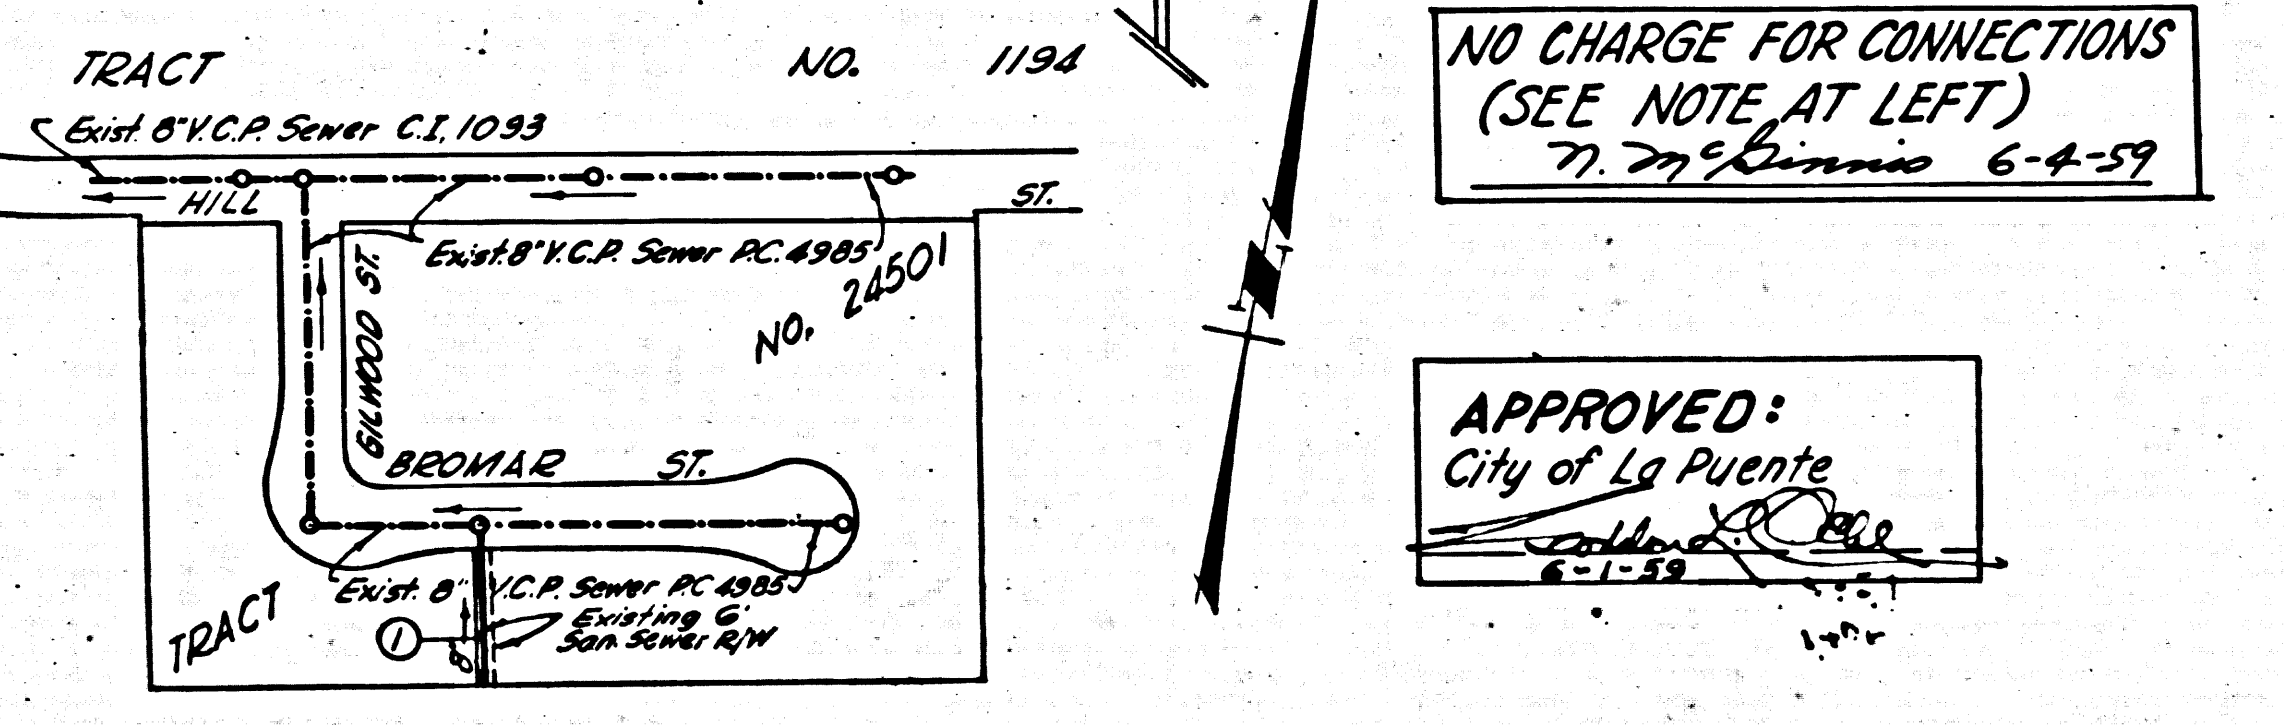 TRACT NO. 1194
Exist. 8" V.C.P. Sewer C.I. 1093
HILL ST.
Exist. 8" V.C.P. Sewer P.C. 4985
GILWOOD ST.
NO. 24501
BROMAR ST.
Exist. 8" V.C.P. Sewer P.C 4985
TRACT
Existing 6'
San. Sewer R/W
1
8"
N
NO CHARGE FOR CONNECTIONS
(SEE NOTE AT LEFT)
N. McGinnis 6-4-59
APPROVED:
City of La Puente
6-1-59